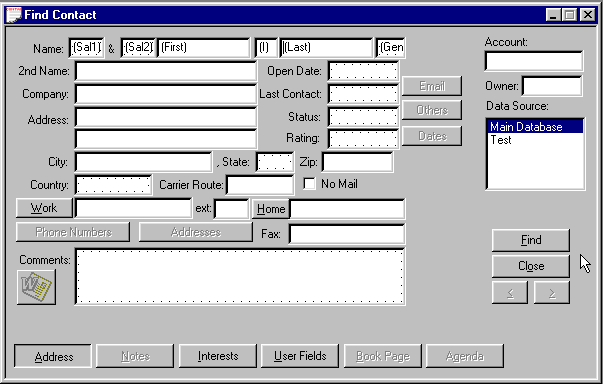 Find Contact
Name: (Sal1) & (Sal2) (First) (I) (Last) (Gen
Account:
2nd Name: Open Date: Email
Owner:
Company: Last Contact: Others
Data Source:
Address: Status:
Main Database
Rating: Dates
Test
City: , State: Zip:
Country: Carrier Route: No Mail
Work ext: Home
Phone Numbers Addresses Fax:
Find
Comments:
Close
W
< >
Address Notes Interests User Fields Book Page Agenda